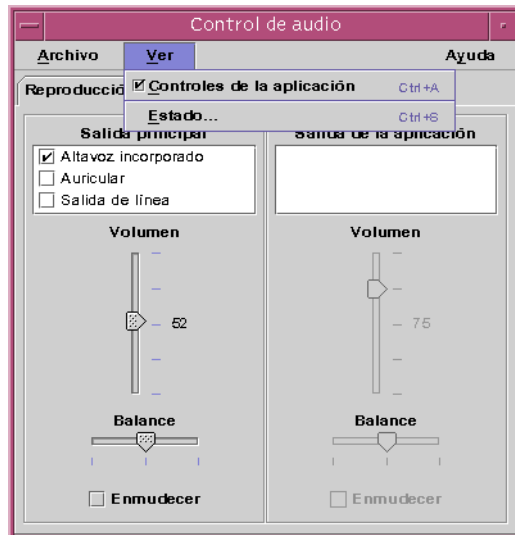 Control de audio
Archivo Ver Ayuda
Controles de la aplicación Ctrl+A
Reproducció
Estado... Ctrl+S
Salida principal Salida de la aplicación
Altavoz incorporado
Auricular
Salida de línea
Volumen Volumen
52 75
Balance Balance
Enmudecer Enmudecer